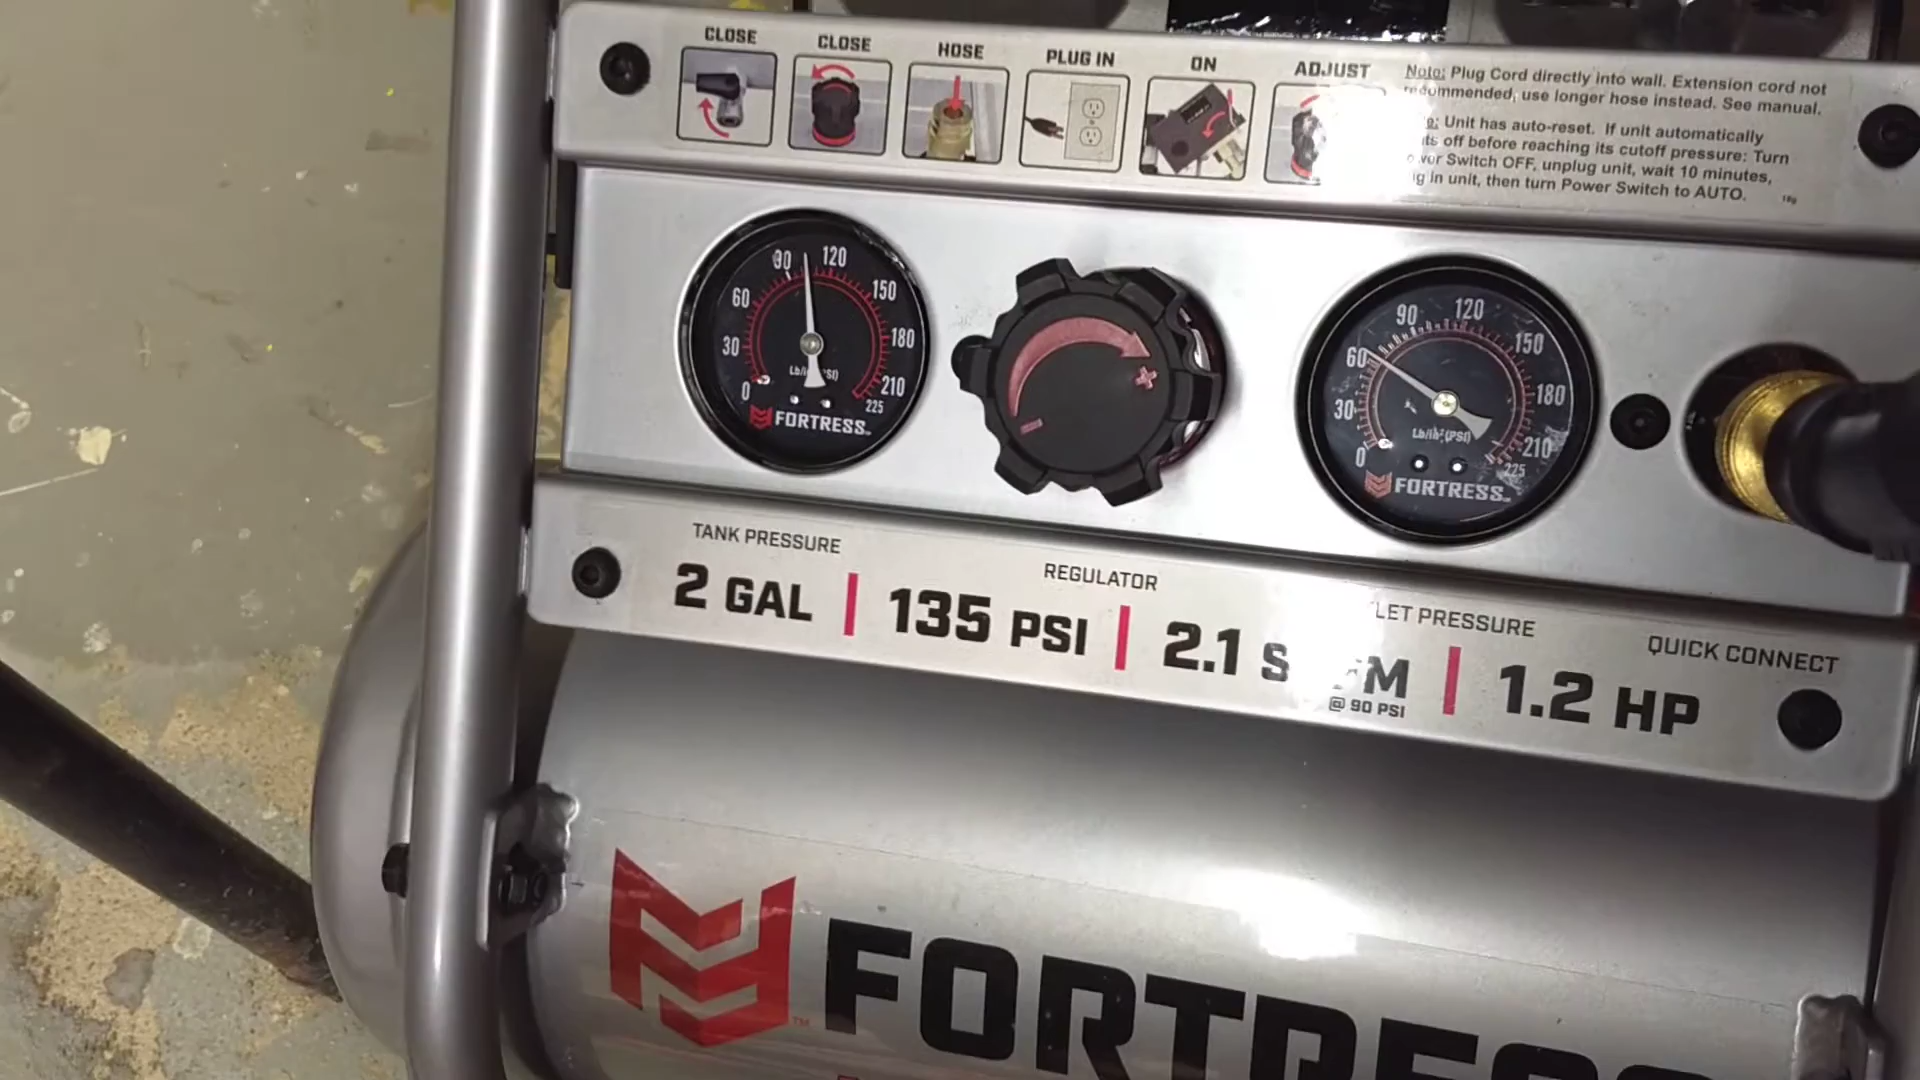 CLOSE
CLOSE
HOSE
PLUG IN
ON
ADJUST
Note: Plug Cord directly into wall. Extension cord not
use longer hose instead. See manual.
Unit has auto-reset. If unit automatically
off before reaching its cutoff pressure: Turn
Switch OFF, unplug unit, wait 10 minutes,
in unit, then turn Power Switch to AUTO.
0 30 60 90 120 150 180 210 225
FORTRESS
0 30 60 90 120 150 180 210 225
Lb/in² (PSI)
FORTRESS
TANK PRESSURE
REGULATOR
PRESSURE
QUICK CONNECT
2 GAL | 135 PSI | 2.1 | 1.2 HP
@ 90 PSI
FORTRESS
TM